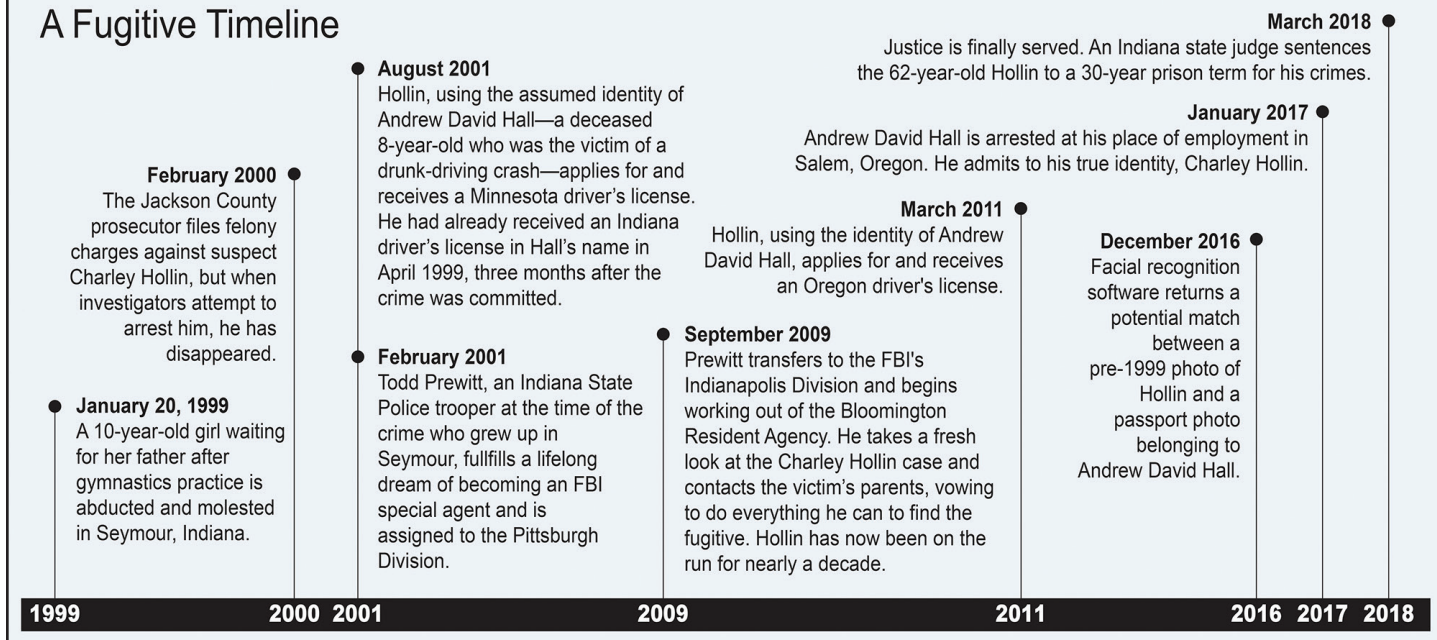 A Fugitive Timeline
January 20, 1999
A 10-year-old girl waiting
for her father after
gymnastics practice is
abducted and molested
in Seymour, Indiana.
February 2000
The Jackson County
prosecutor files felony
charges against suspect
Charley Hollin, but when
investigators attempt to
arrest him, he has
disappeared.
February 2001
Todd Prewitt, an Indiana State
Police trooper at the time of the
crime who grew up in
Seymour, fullfills a lifelong
dream of becoming an FBI
special agent and is
assigned to the Pittsburgh
Division.
August 2001
Hollin, using the assumed identity of
Andrew David Hall—a deceased
8-year-old who was the victim of a
drunk-driving crash—applies for and
receives a Minnesota driver’s license.
He had already received an Indiana
driver’s license in Hall’s name in
April 1999, three months after the
crime was committed.
September 2009
Prewitt transfers to the FBI's
Indianapolis Division and begins
working out of the Bloomington
Resident Agency. He takes a fresh
look at the Charley Hollin case and
contacts the victim’s parents, vowing
to do everything he can to find the
fugitive. Hollin has now been on the
run for nearly a decade.
March 2011
Hollin, using the identity of Andrew
David Hall, applies for and receives
an Oregon driver's license.
December 2016
Facial recognition
software returns a
potential match
between a
pre-1999 photo of
Hollin and a
passport photo
belonging to
Andrew David Hall.
January 2017
Andrew David Hall is arrested at his place of employment in
Salem, Oregon. He admits to his true identity, Charley Hollin.
March 2018
Justice is finally served. An Indiana state judge sentences
the 62-year-old Hollin to a 30-year prison term for his crimes.
1999 2000 2001 2009 2011 2016 2017 2018